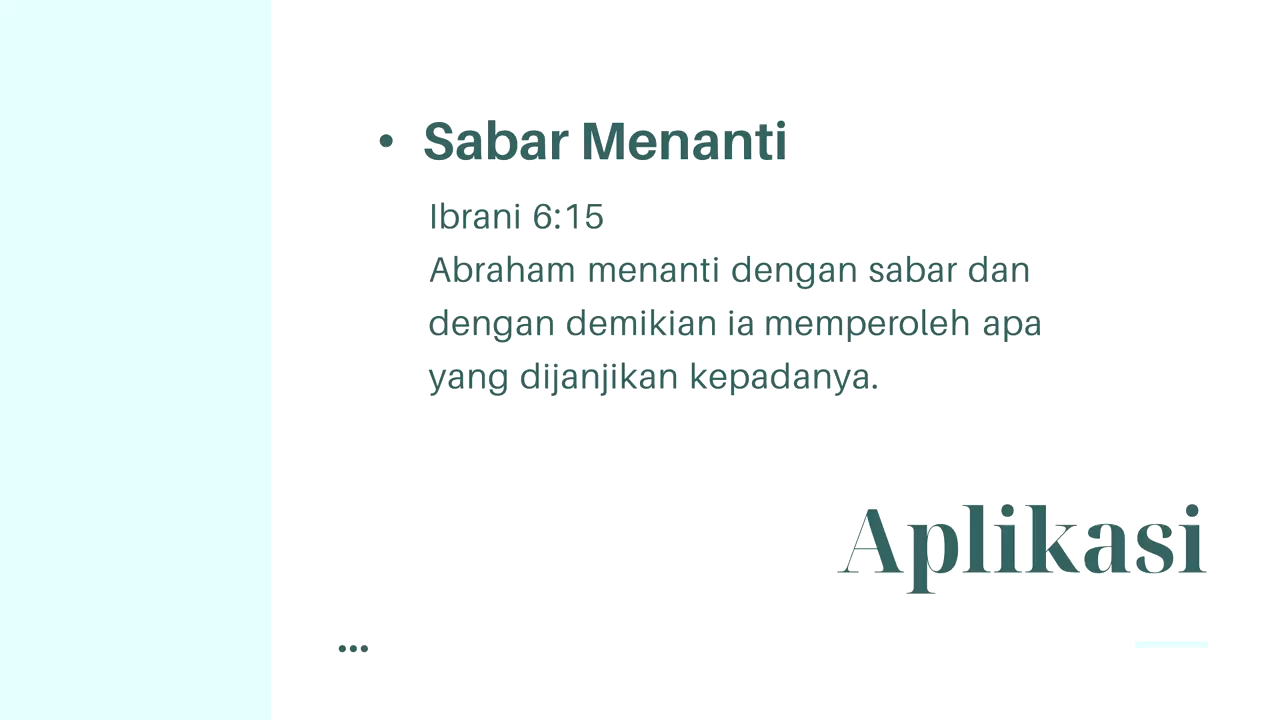 • Sabar Menanti
Ibrani 6:15
Abraham menanti dengan sabar dan
dengan demikian ia memperoleh apa
yang dijanjikan kepadanya.
Aplikasi
...